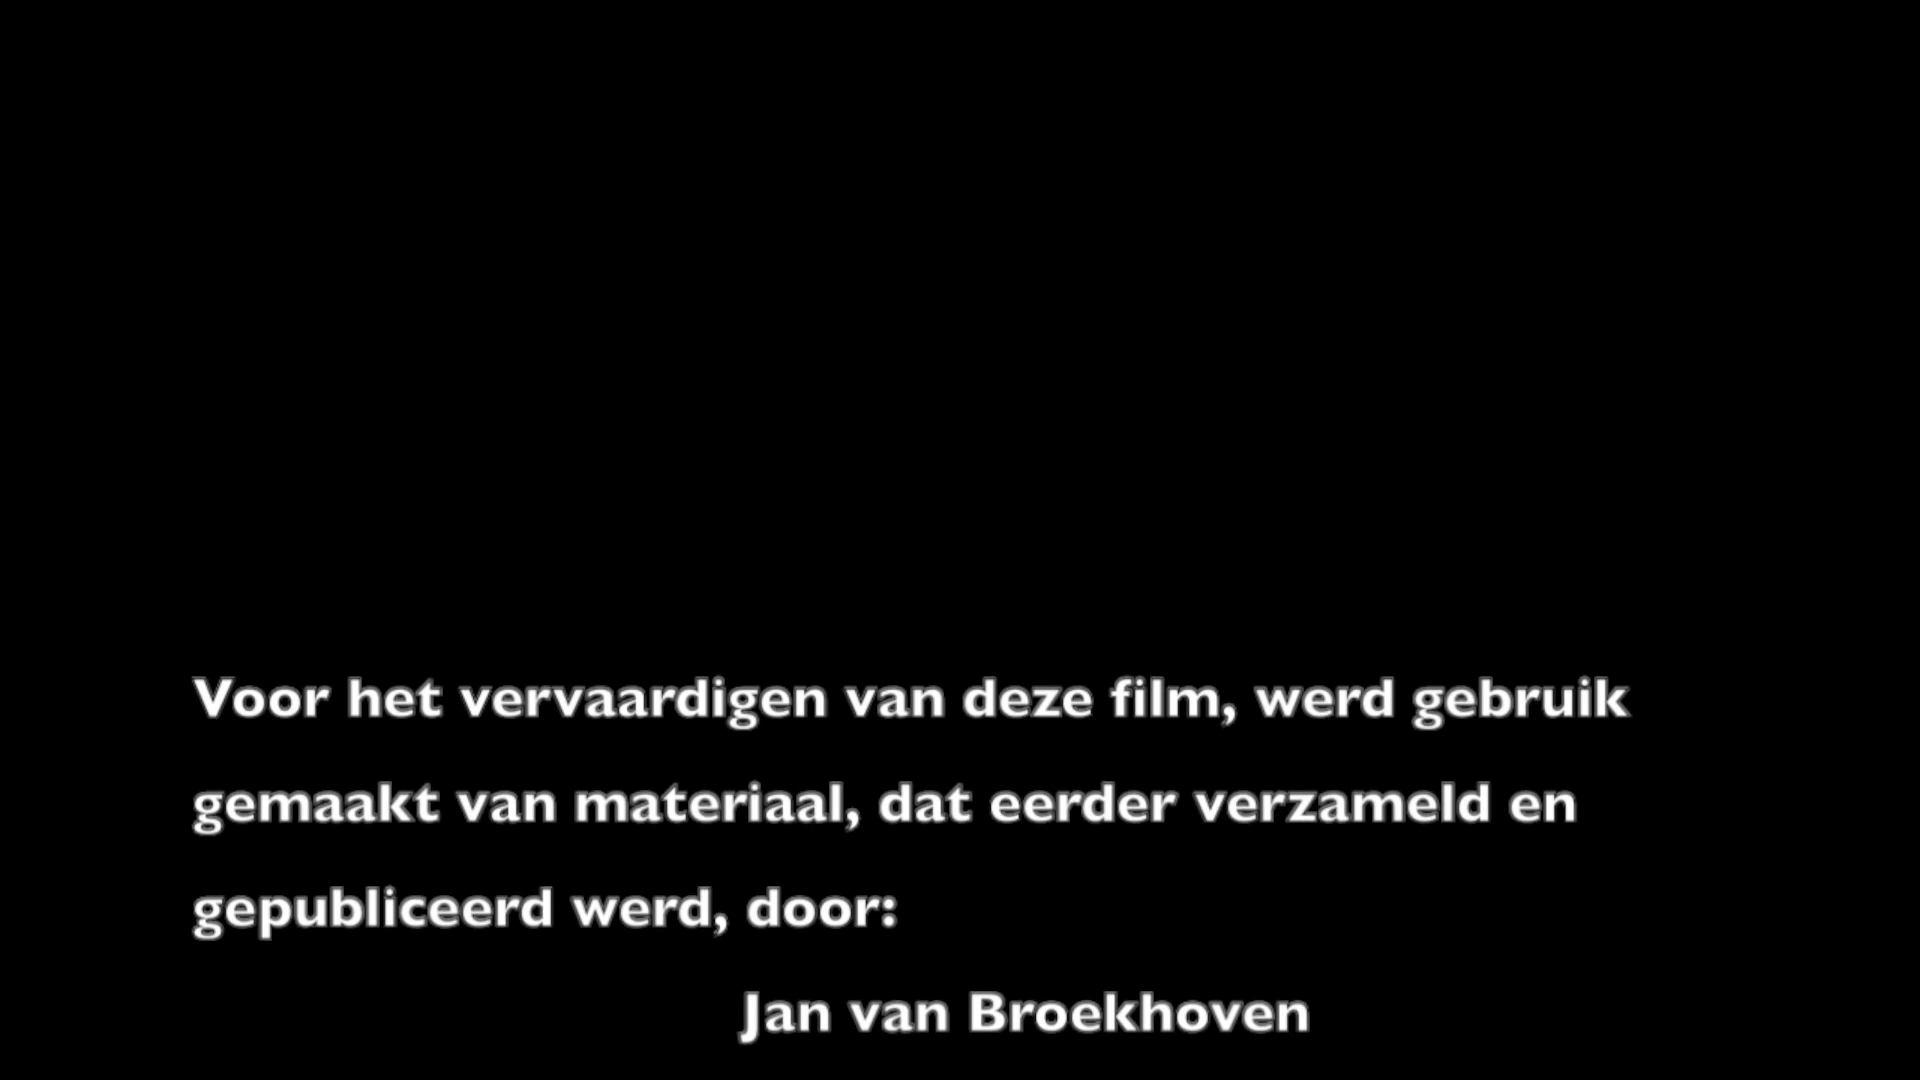 Voor het vervaardigen van deze film, werd gebruik
gemaakt van materiaal, dat eerder verzameld en
gepubliceerd werd, door:
Jan van Broekhoven